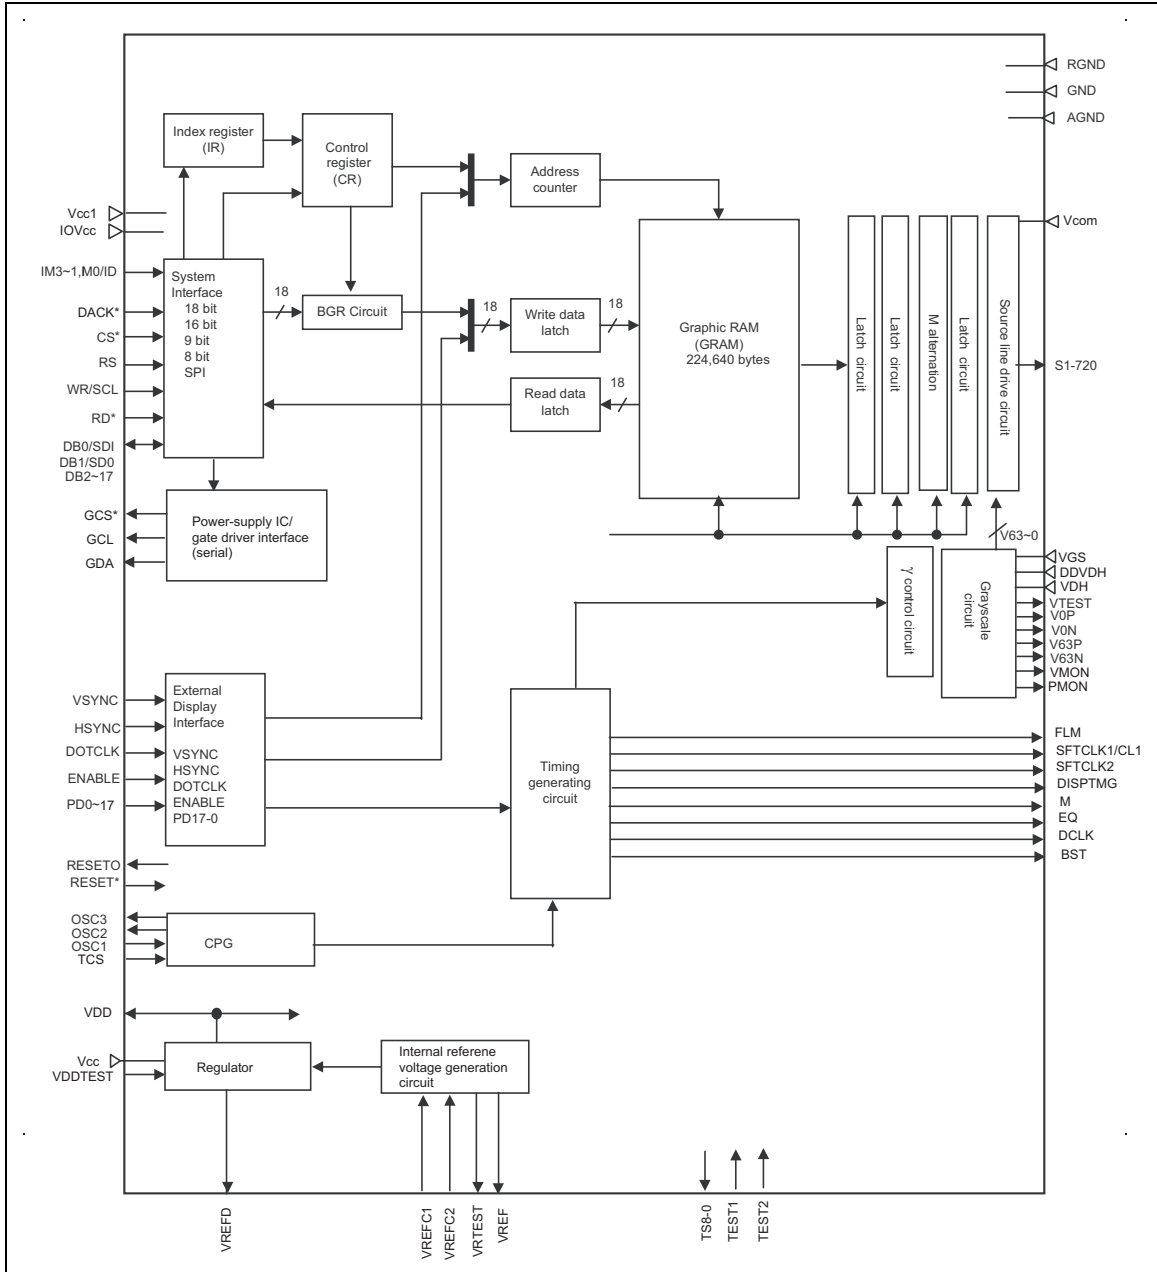 RGND
GND
AGND
Index register
(IR)
Control
register
(CR)
Address
counter
Vcc1
IOVcc
Vcom
IM3~1,M0/ID
DACK*
CS*
RS
WR/SCL
RD*
DB0/SDI
DB1/SD0
DB2~17
System
Interface
18 bit
16 bit
9 bit
8 bit
SPI
18
BGR Circuit
18
Write data
latch
18
Read data
latch
18
Graphic RAM
(GRAM)
224,640 bytes
Latch circuit
Latch circuit
M alternation
Latch circuit
Source line drive circuit
S1-720
GCS*
GCL
GDA
Power-supply IC/
gate driver interface
(serial)
V63~0
γ control circuit
Grayscale
circuit
VGS
DDVDH
VDH
VTEST
V0P
V0N
V63P
V63N
VMON
PMON
VSYNC
HSYNC
DOTCLK
ENABLE
PD0~17
External
Display
Interface
VSYNC
HSYNC
DOTCLK
ENABLE
PD17-0
Timing
generating
circuit
FLM
SFTCLK1/CL1
SFTCLK2
DISPTMG
M
EQ
DCLK
BST
RESETO
RESET*
OSC3
OSC2
OSC1
TCS
CPG
VDD
Vcc
VDDTEST
Regulator
Internal referene
voltage generation
circuit
VREFD
VREFC1
VREFC2
VRTEST
VREF
TS8-0
TEST1
TEST2